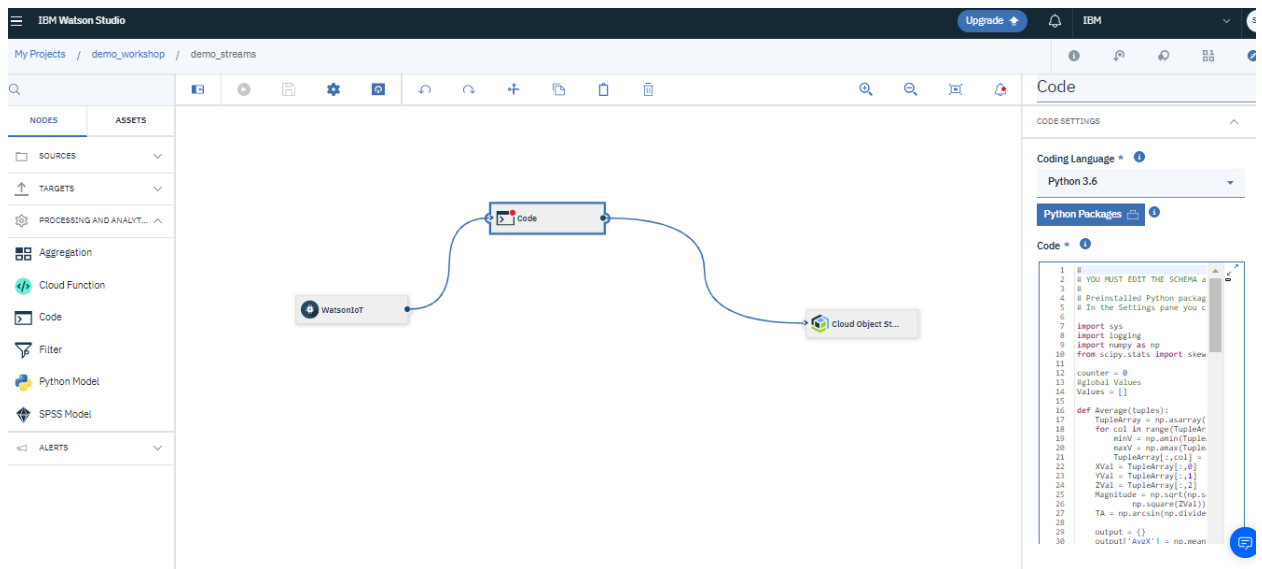 IBM Watson Studio
Upgrade
IBM
My Projects / demo_workshop / demo_streams
NODES
ASSETS
SOURCES
TARGETS
PROCESSING AND ANALYT...
Aggregation
Cloud Function
Code
Filter
Python Model
SPSS Model
ALERTS
Code
WatsonIoT
Cloud Object St...
Code
CODE SETTINGS
Coding Language *
Python 3.6
Python Packages
Code *
1 #
2 # YOU MUST EDIT THE SCHEMA a
3 #
4 # Preinstalled Python packag
5 # In the Settings pane you c
6
7 import sys
8 import logging
9 import numpy as np
10 from scipy.stats import skew
11
12 counter = 0
13 #global Values
14 Values = []
15
16 def Average(tuples):
17 TupleArray = np.asarray(
18 for col in range(TupleAr
19 minV = np.amin(Tuple
20 maxV = np.amax(Tuple
21 TupleArray[:,col] =
22 XVal = TupleArray[:,0]
23 YVal = TupleArray[:,1]
24 ZVal = TupleArray[:,2]
25 Magnitude = np.sqrt(np.s
26 np.square(ZVal))
27 TA = np.arcsin(np.divide
28
29 output = {}
30 output['AvgX'] = np.mean